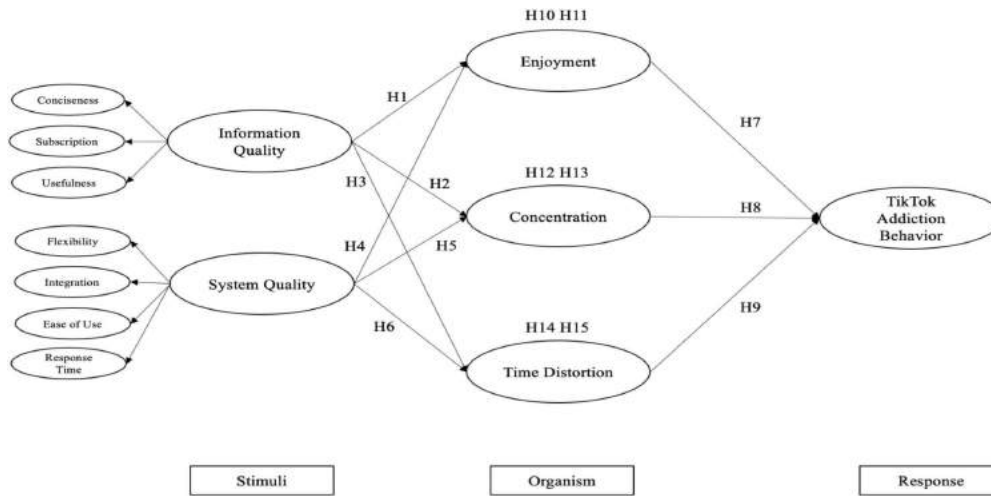 H10 H11
Enjoyment
Conciseness
H1
Subscription
Information
Quality
H7
Usefulness
H3
H2
H12 H13
Concentration
H8
TikTok
Addiction
Behavior
Flexibility
H4
H5
Integration
System Quality
H9
Ease of Use
H6
H14 H15
Response
Time
Time Distortion
Stimuli
Organism
Response